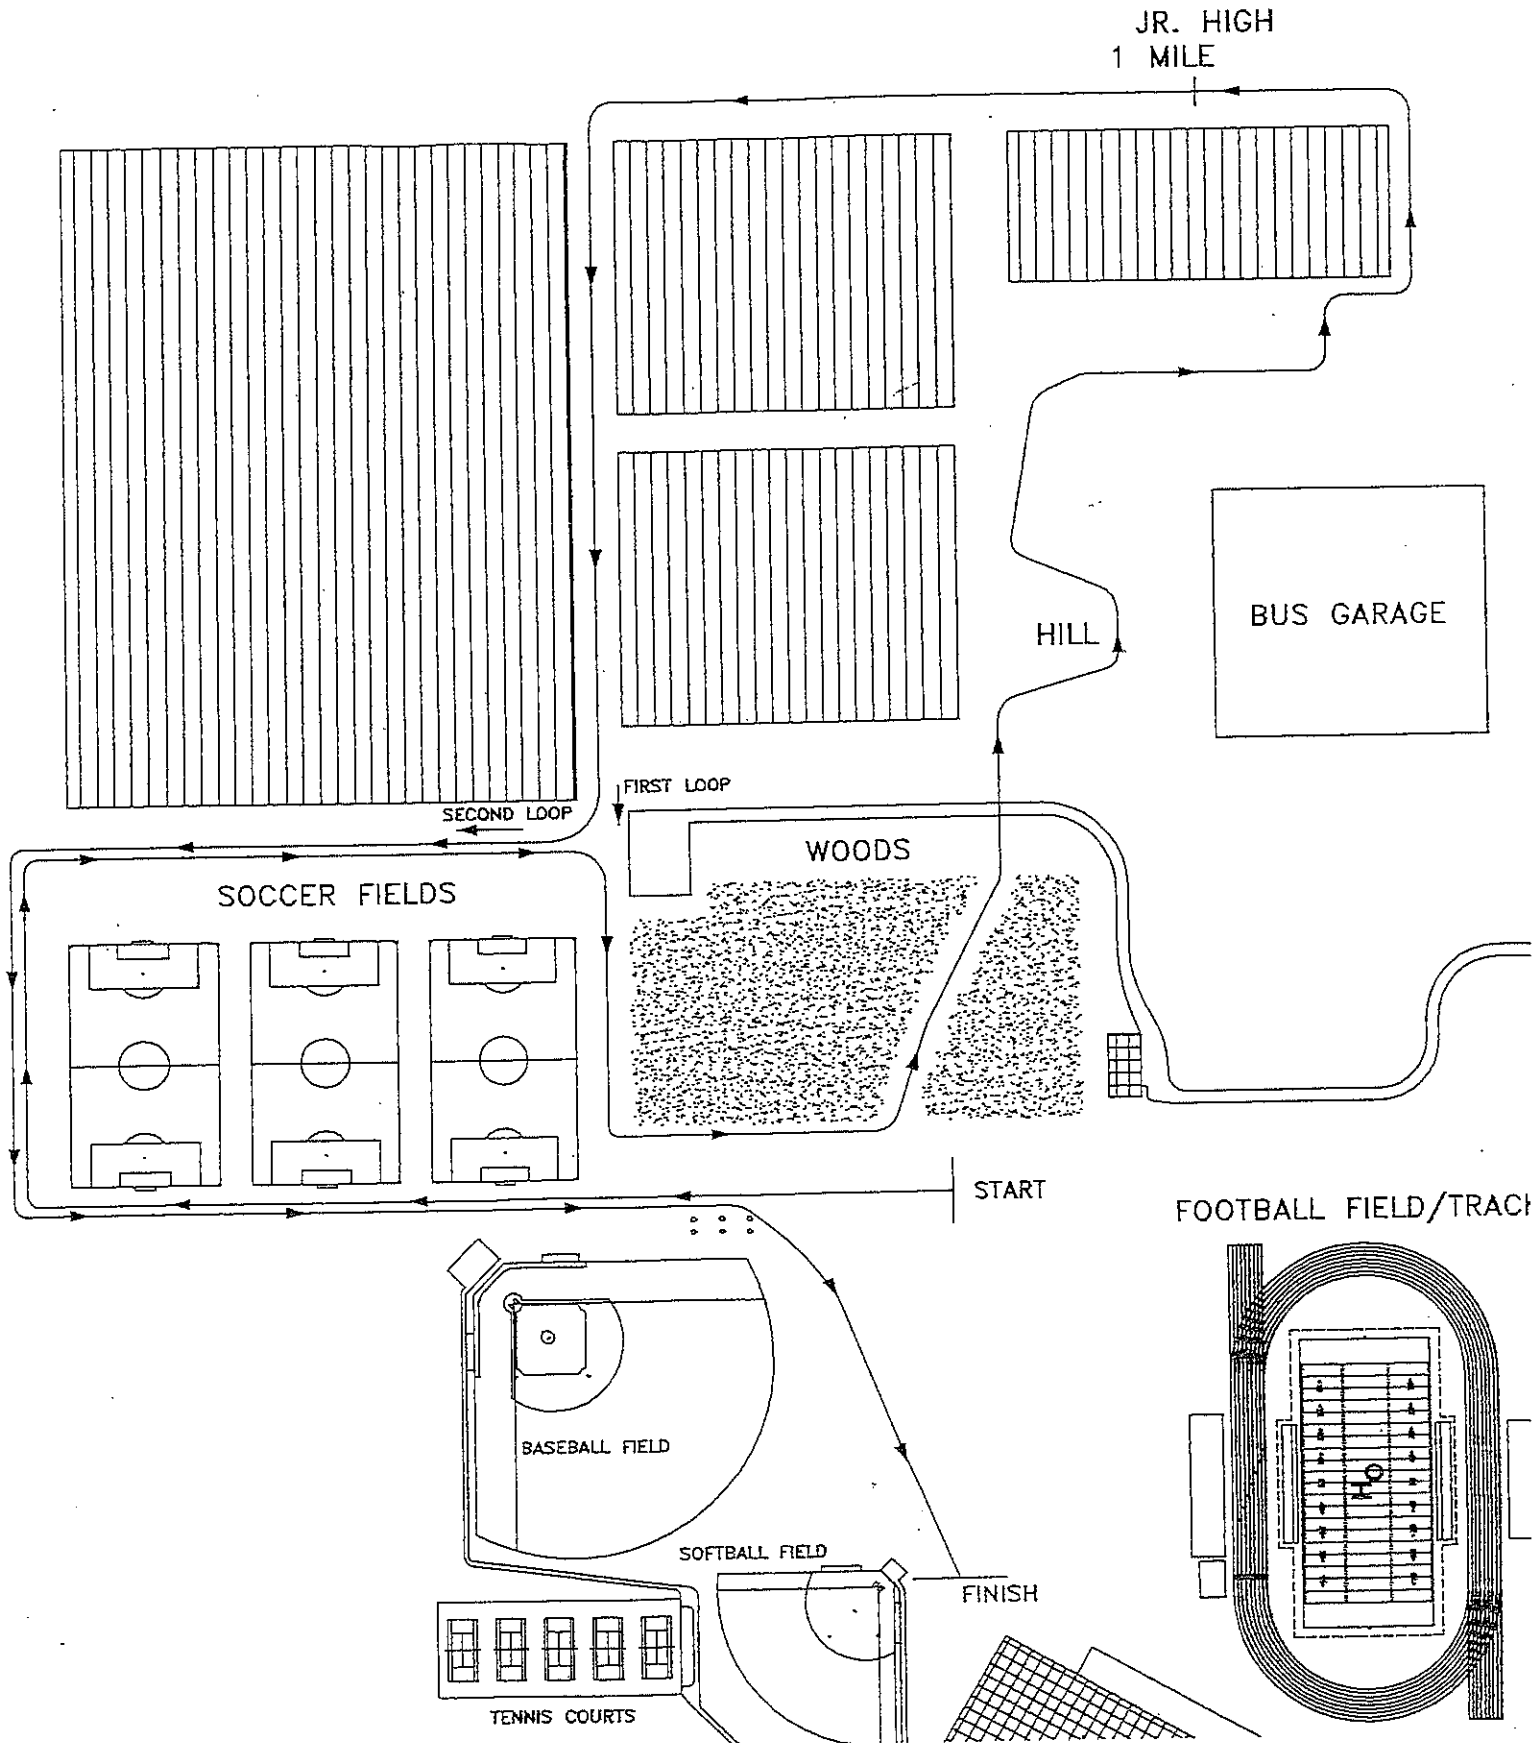 JR. HIGH
1 MILE
BUS GARAGE
HILL
FIRST LOOP
SECOND LOOP
WOODS
SOCCER FIELDS
START
FOOTBALL FIELD/TRACK
BASEBALL FIELD
SOFTBALL FIELD
FINISH
TENNIS COURTS